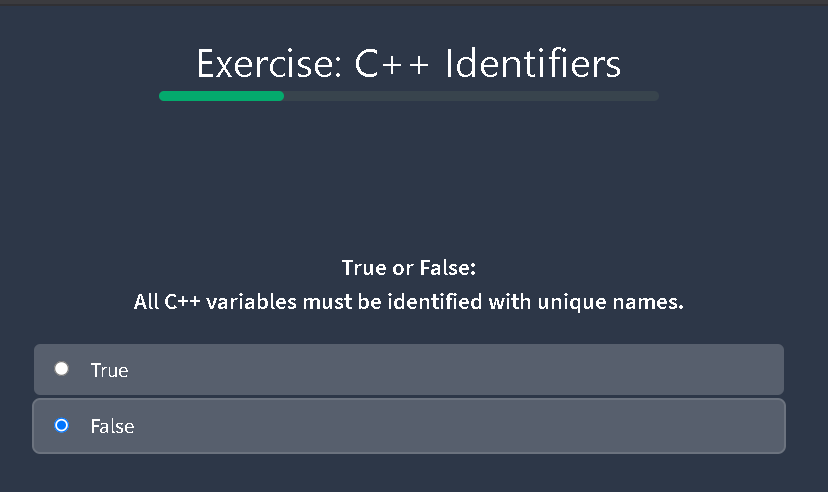 Exercise: C++ Identifiers
True or False:
All C++ variables must be identified with unique names.
True
False